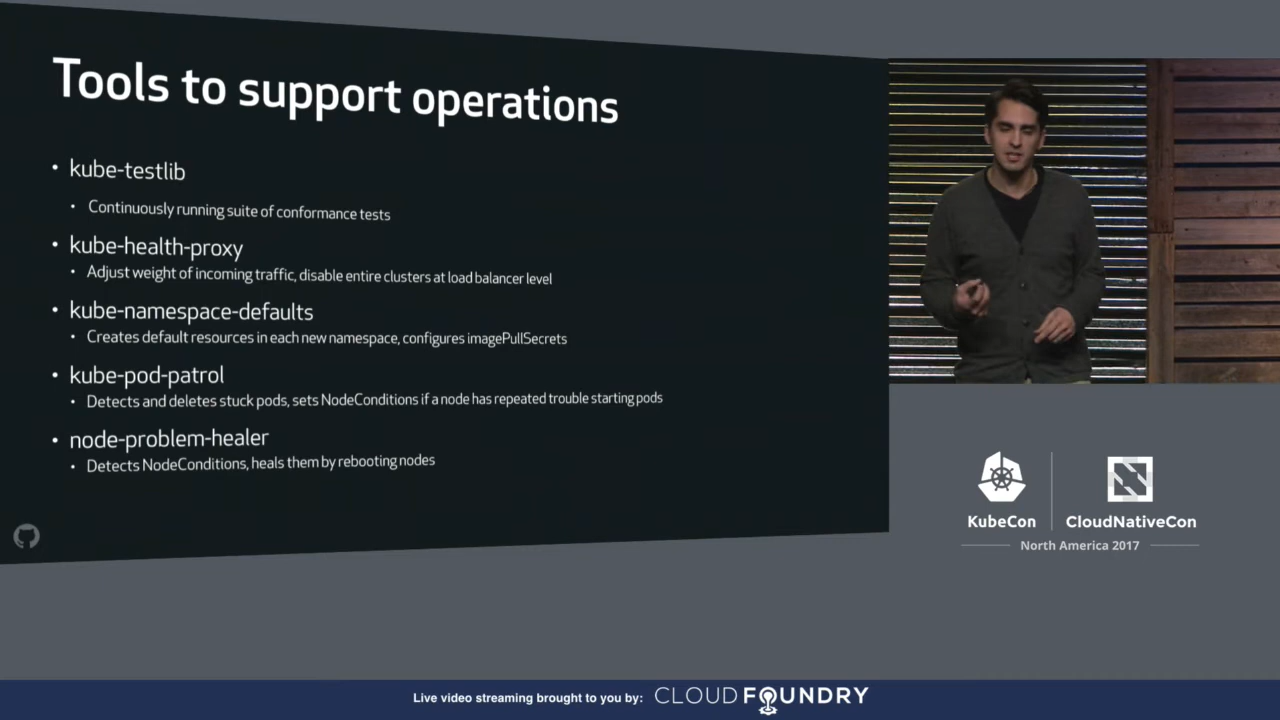 Tools to support operations
• kube-testlib
• Continuously running suite of conformance tests
• kube-health-proxy
• Adjust weight of incoming traffic, disable entire clusters at load balancer level
• kube-namespace-defaults
• Creates default resources in each new namespace, configures imagePullSecrets
• kube-pod-patrol
• Detects and deletes stuck pods, sets NodeConditions if a node has repeated trouble starting pods
• node-problem-healer
• Detects NodeConditions, heals them by rebooting nodes
KubeCon
CloudNativeCon
North America 2017
Live video streaming brought to you by: CLOUD FOUNDRY